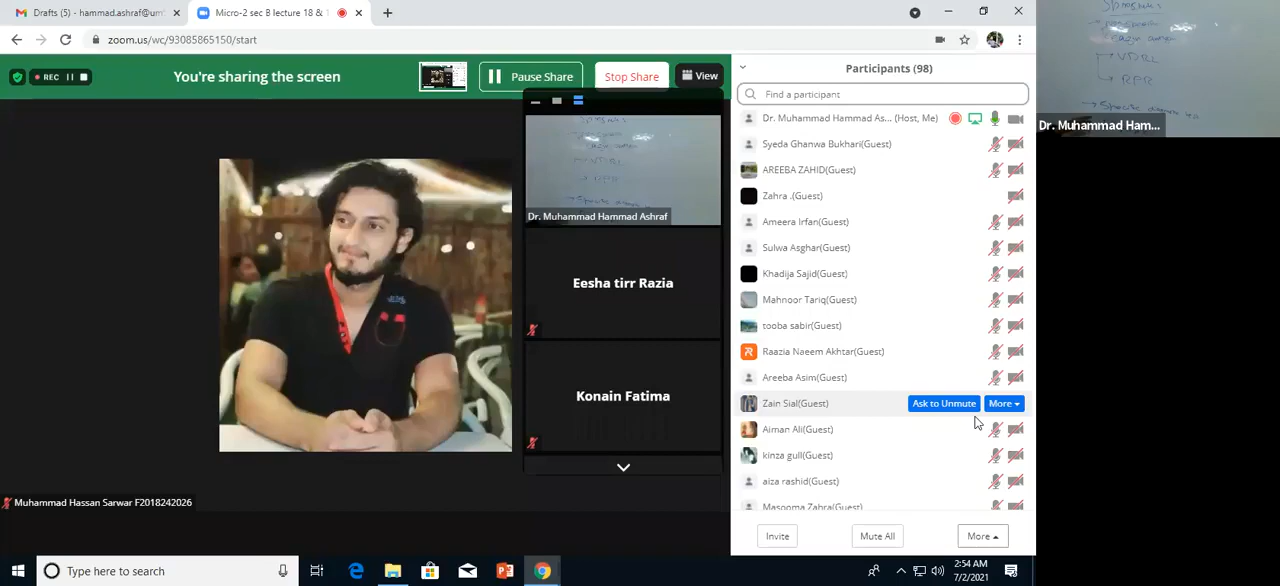 Drafts (5) - hammad.ashraf@um
Micro-2 sec B lecture 18 & 1
zoom.us/wc/93085865150/start
REC
You're sharing the screen
Pause Share
Stop Share
View
Dr. Muhammad Hammad Ashraf
Eesha tirr Razia
Konain Fatima
Muhammad Hassan Sarwar F2018242026
Participants (98)
Find a participant
Dr. Muhammad Hammad As... (Host, Me)
Syeda Ghanwa Bukhari(Guest)
AREEBA ZAHID(Guest)
Zahra .(Guest)
Ameera Irfan(Guest)
Sulwa Asghar(Guest)
Khadija Sajid(Guest)
Mahnoor Tariq(Guest)
tooba sabir(Guest)
R Raazia Naeem Akhtar(Guest)
Areeba Asim(Guest)
Zain Sial(Guest) Ask to Unmute More
Aiman Ali(Guest)
kinza gull(Guest)
aiza rashid(Guest)
Masooma Zahra(Guest)
Invite Mute All More
VDRL
RPR
Dr. Muhammad Ham...
Type here to search
2:54 AM
7/2/2021